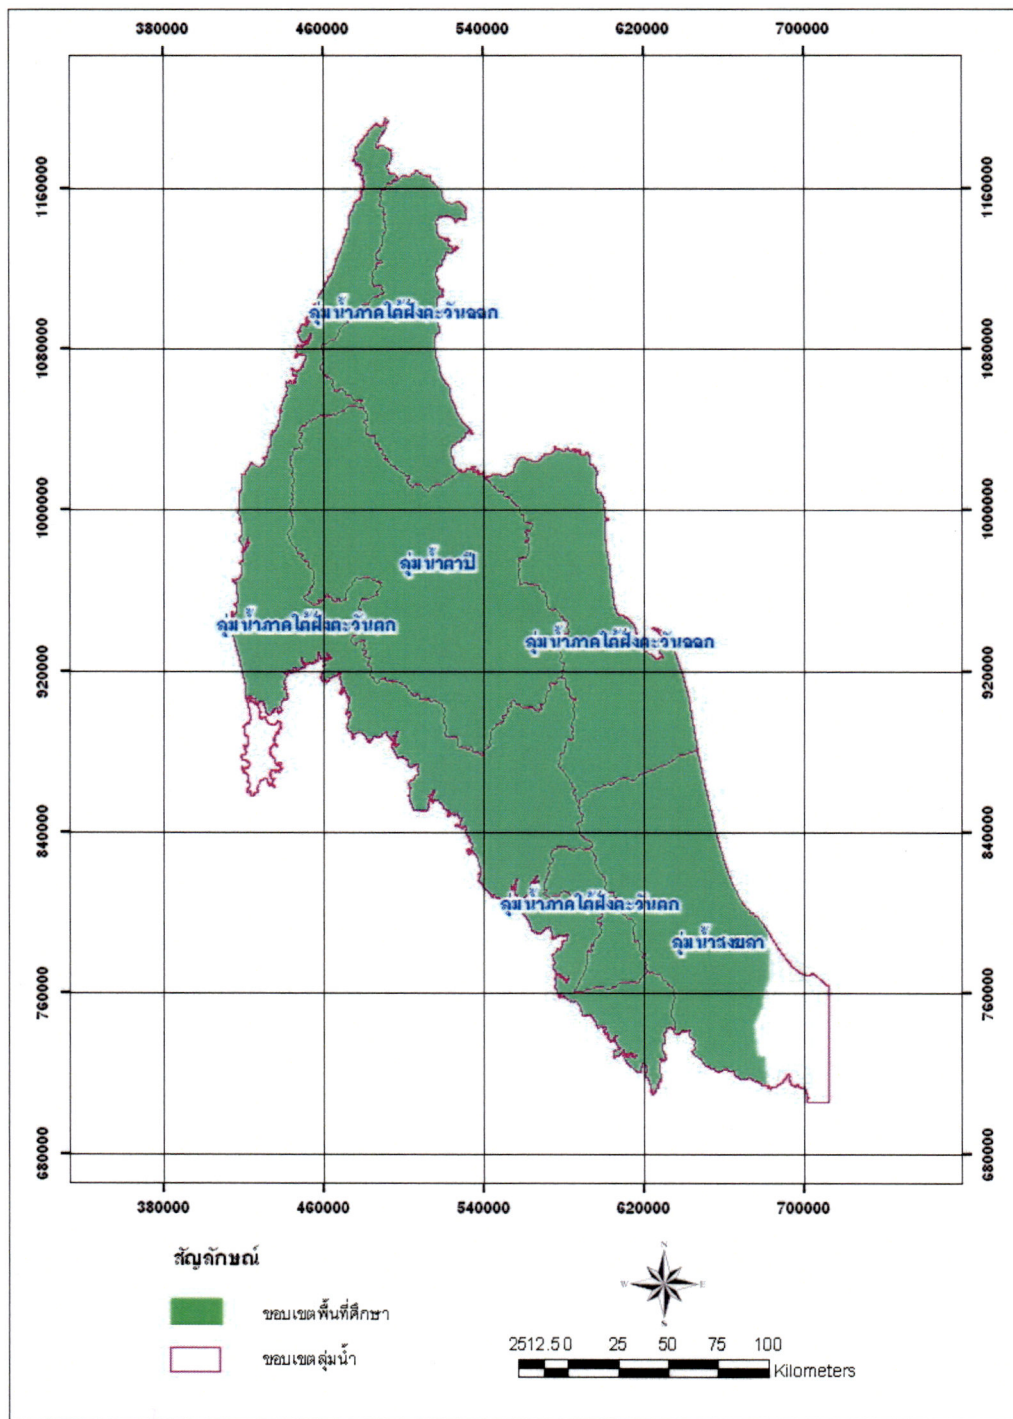 380000 460000 540000 620000 700000
1160000 1160000
ลุ่มน้ำภาคใต้ฝั่งตะวันออก
1080000 1080000
1000000 1000000
ลุ่มน้ำตาปี
ลุ่มน้ำภาคใต้ฝั่งตะวันตก
ลุ่มน้ำภาคใต้ฝั่งตะวันออก
920000 920000
840000 840000
ลุ่มน้ำภาคใต้ฝั่งตะวันตก
ลุ่มน้ำสงขลา
760000 760000
680000 680000
380000 460000 540000 620000 700000
สัญลักษณ์
ขอบเขตพื้นที่ศึกษา
ขอบเขตลุ่มน้ำ
N
W E
S
2512.50 25 50 75 100
Kilometers